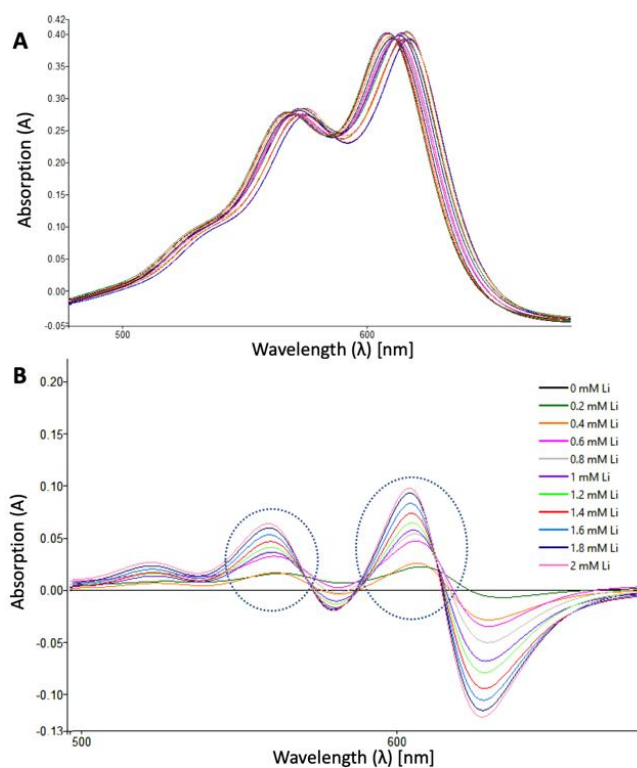 A
0.42
0.40
0.35
0.30
0.25
0.20
0.15
0.10
0.05
0.00
-0.05
Absorption (A)
500
600
Wavelength (λ) [nm]
B
0.20
0.15
0.10
0.05
0.00
-0.05
-0.10
-0.13
Absorption (A)
0 mM Li
0.2 mM Li
0.4 mM Li
0.6 mM Li
0.8 mM Li
1 mM Li
1.2 mM Li
1.4 mM Li
1.6 mM Li
1.8 mM Li
2 mM Li
500
600
Wavelength (λ) [nm]